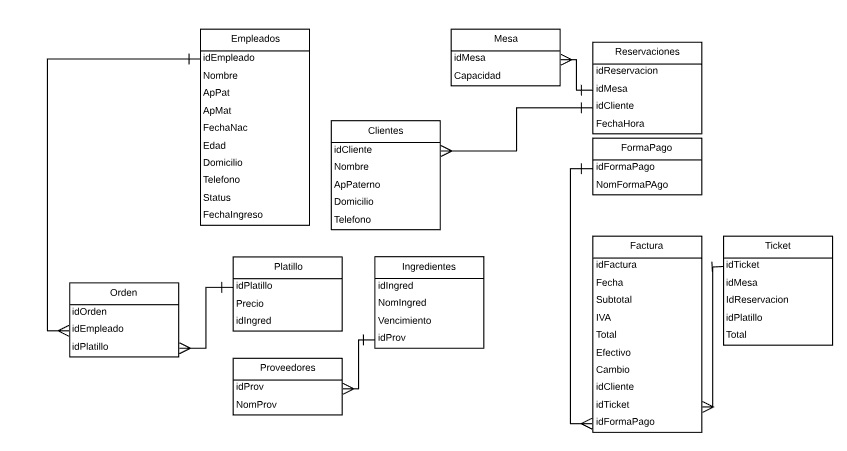 Empleados
idEmpleado
Nombre
ApPat
ApMat
FechaNac
Edad
Domicilio
Telefono
Status
FechaIngreso
Mesa
idMesa
Capacidad
Reservaciones
idReservacion
idMesa
idCliente
FechaHora
Clientes
idCliente
Nombre
ApPaterno
Domicilio
Telefono
FormaPago
idFormaPago
NomFormaPAgo
Orden
idOrden
idEmpleado
idPlatillo
Platillo
idPlatillo
Precio
idIngred
Ingredientes
idIngred
NomIngred
Vencimiento
idProv
Proveedores
idProv
NomProv
Factura
idFactura
Fecha
Subtotal
IVA
Total
Efectivo
Cambio
idCliente
idTicket
idFormaPago
Ticket
idTicket
idMesa
IdReservacion
idPlatillo
Total